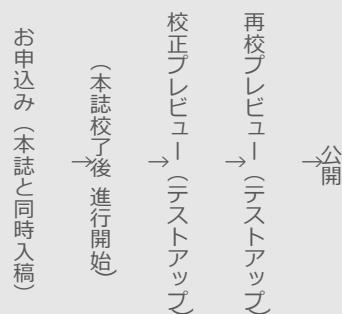 お申込み（本誌と同時入稿）
→（本誌校了後 進行開始）
→校正プレビュー（テストアップ）
→再校プレビュー（テストアップ）
→公開